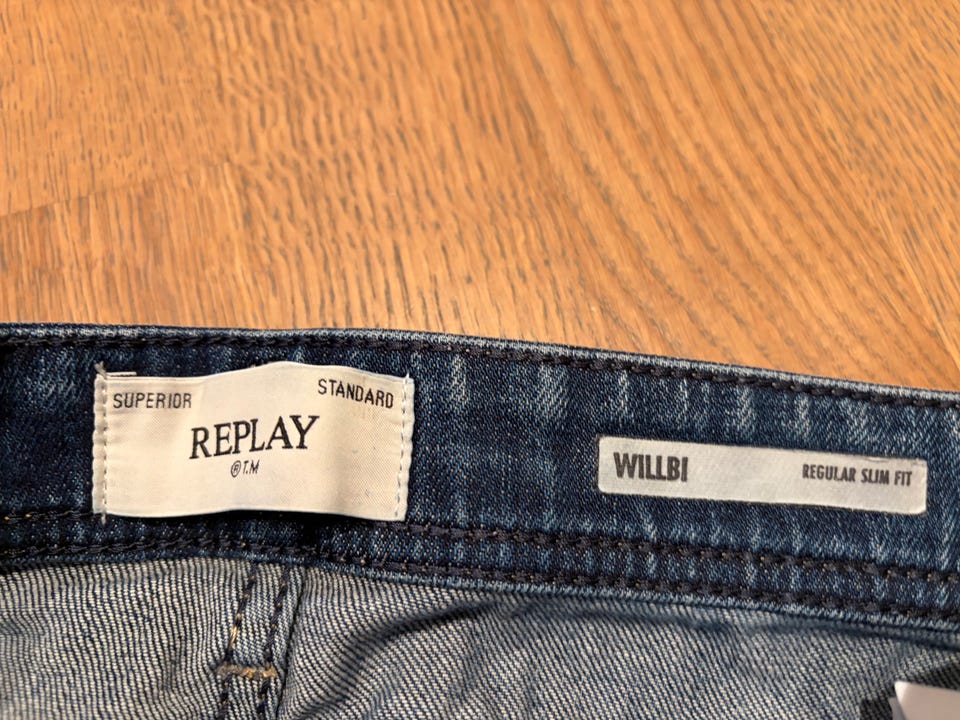 SUPERIOR STANDARD
REPLAY
® T.M
WILLBI REGULAR SLIM FIT